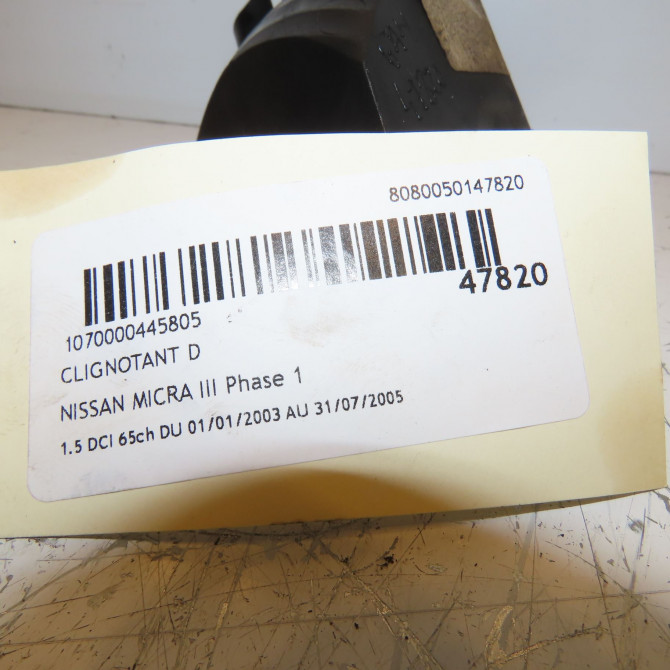 8080050147820
47820
1070000445805
CLIGNOTANT D
NISSAN MICRA III Phase 1
1.5 DCI 65ch DU 01/01/2003 AU 31/07/2005